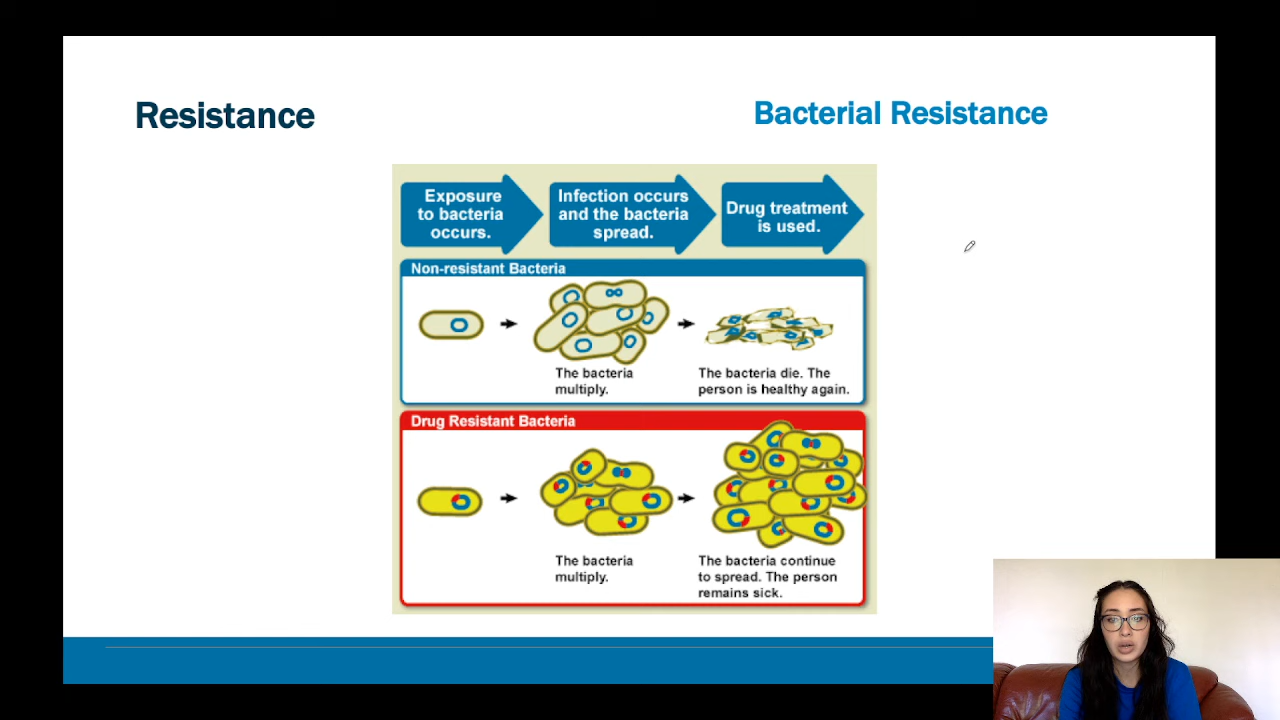 Resistance
Bacterial Resistance
Exposure
to bacteria
occurs.
Infection occurs
and the bacteria
spread.
Drug treatment
is used.
Non-resistant Bacteria
The bacteria
multiply.
The bacteria die. The
person is healthy again.
Drug Resistant Bacteria
The bacteria
multiply.
The bacteria continue
to spread. The person
remains sick.